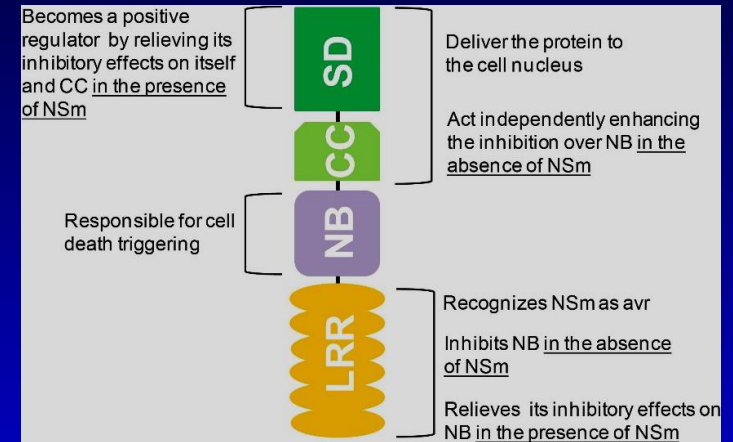 Becomes a positive
regulator by relieving its
inhibitory effects on itself
and CC in the presence
of NSm
SD
Deliver the protein to
the cell nucleus
CC
Act independently enhancing
the inhibition over NB in the
absence of NSm
Responsible for cell
death triggering
NB
LRR
Recognizes NSm as avr
Inhibits NB in the absence
of NSm
Relieves its inhibitory effects on
NB in the presence of NSm